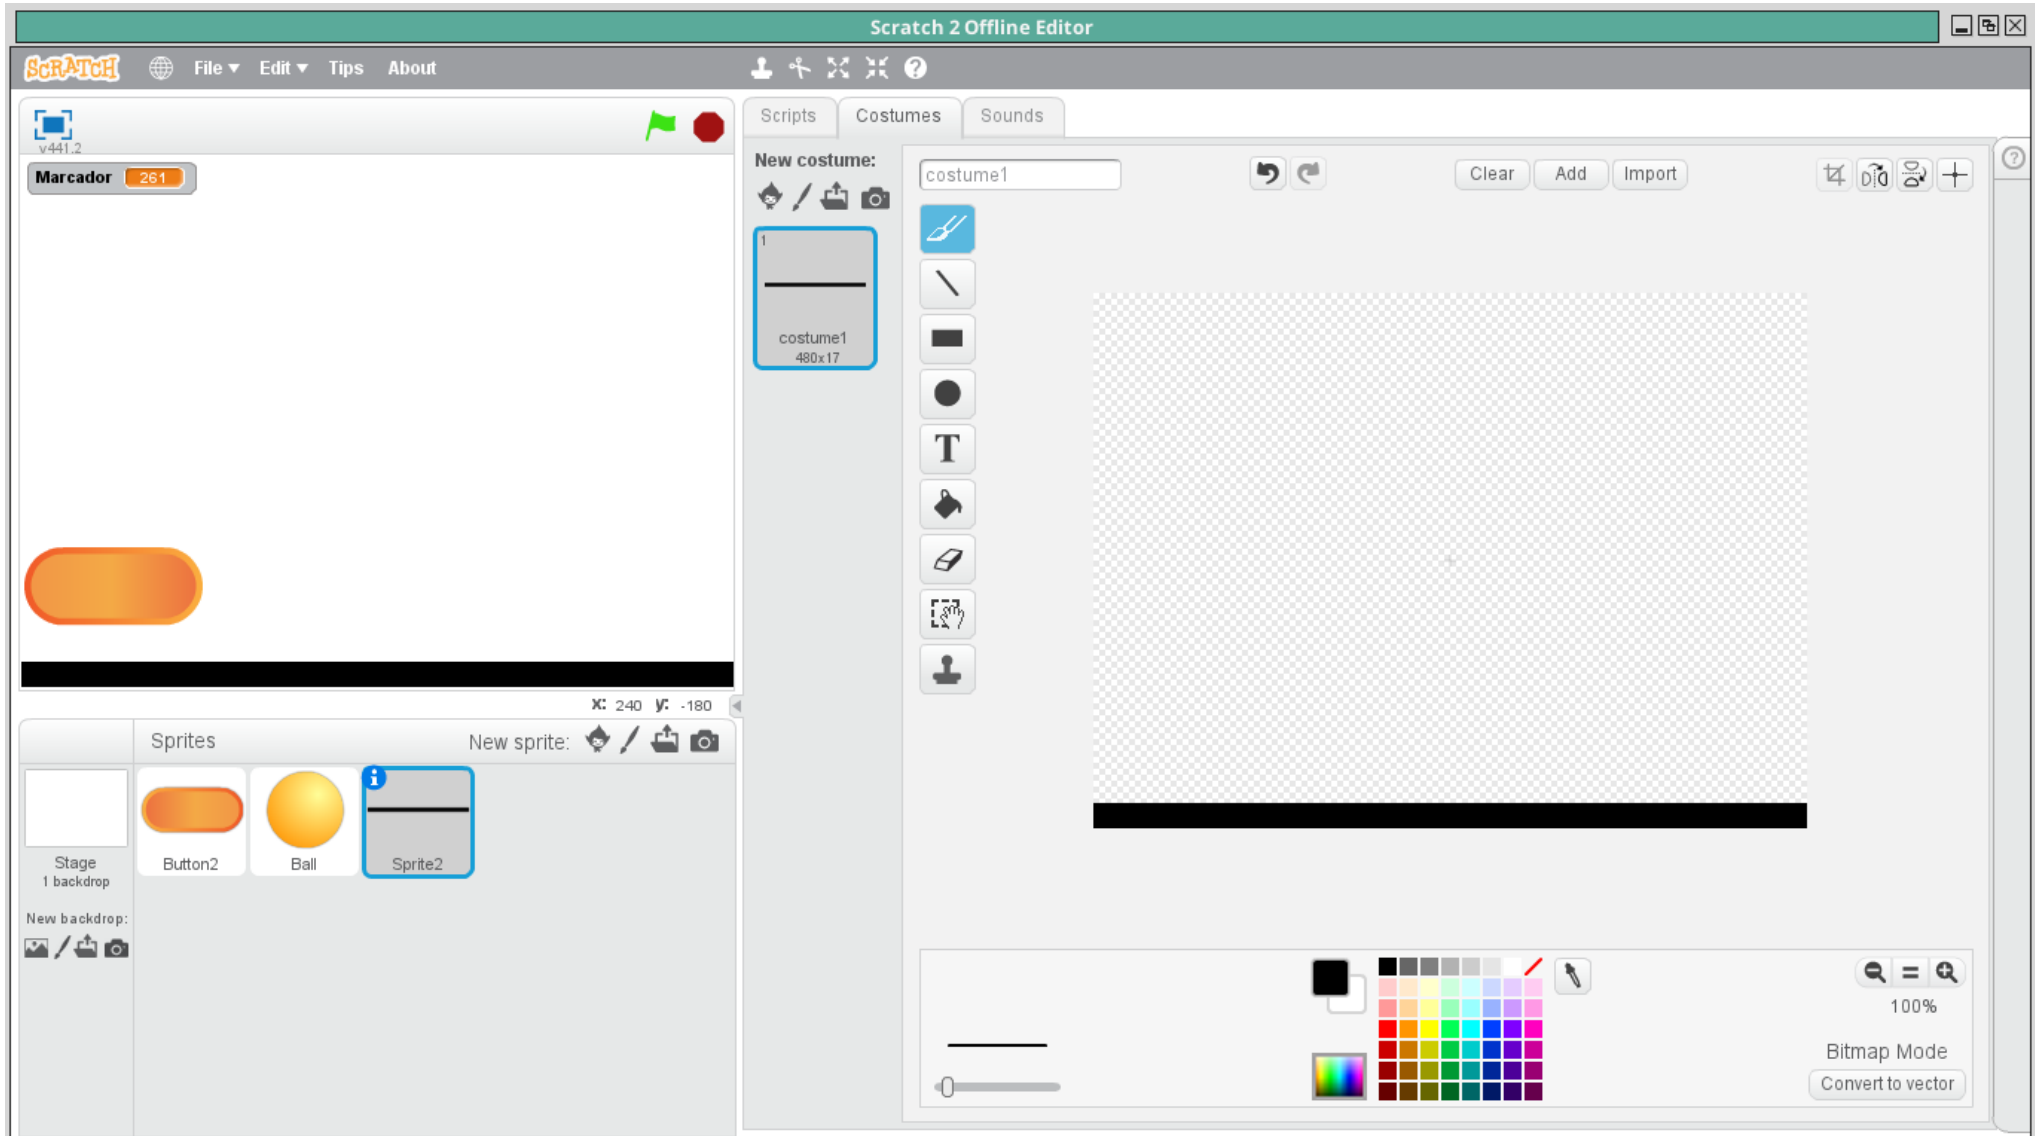 Scratch 2 Offline Editor
SCRATCH File Edit Tips About
v441.2
Marcador 261
X: 240 y: -180
Sprites New sprite:
Stage
1 backdrop
New backdrop:
Button2
Ball
Sprite2
Scripts Costumes Sounds
New costume:
1
costume1
480x17
costume1
Clear Add Import
T
100%
Bitmap Mode
Convert to vector